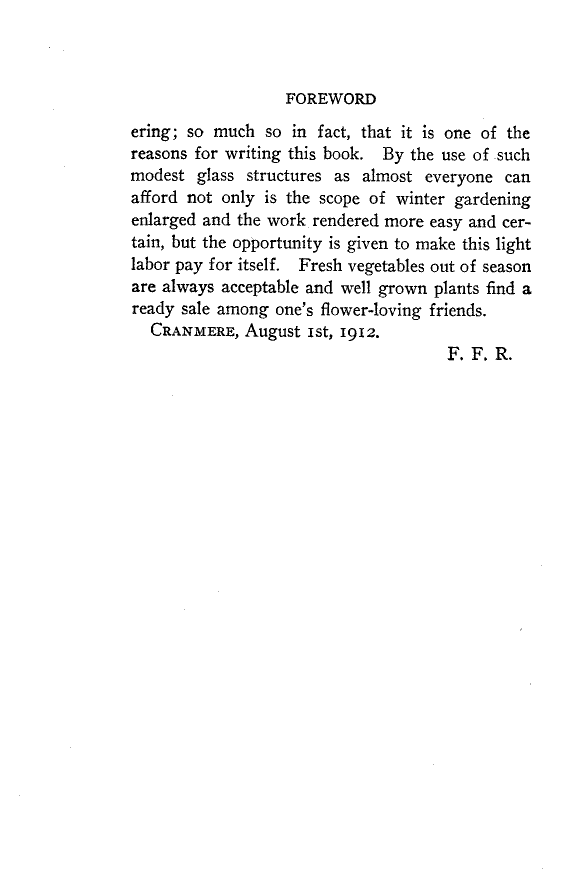 FOREWORD
ering; so much so in fact, that it is one of the
reasons for writing this book. By the use of such
modest glass structures as almost everyone can
afford not only is the scope of winter gardening
enlarged and the work rendered more easy and cer-
tain, but the opportunity is given to make this light
labor pay for itself. Fresh vegetables out of season
are always acceptable and well grown plants find a
ready sale among one's flower-loving friends.
CRANMERE, August 1st, 1912.
F. F. R.